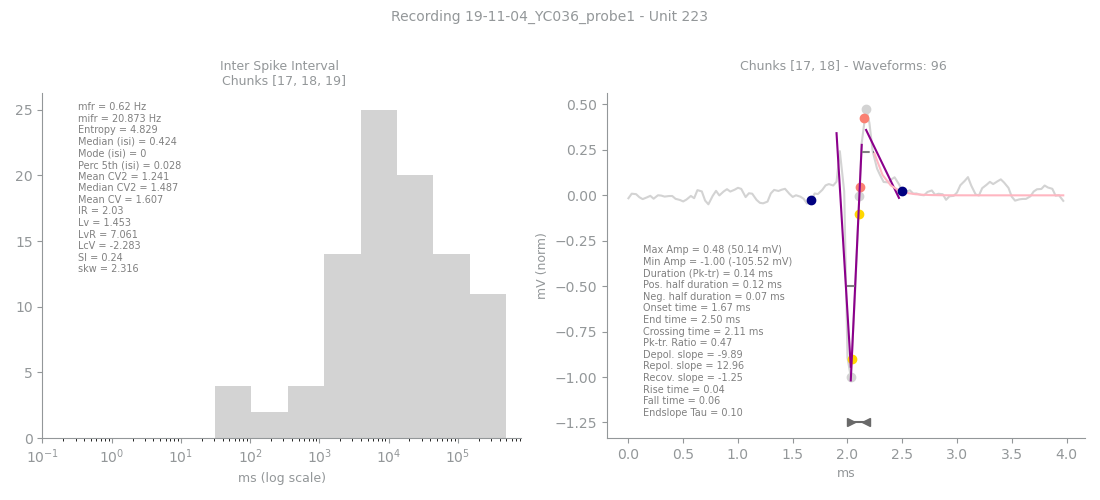 Recording 19-11-04_YC036_probe1 - Unit 223
Inter Spike Interval
Chunks [17, 18, 19]
25
20
15
10
5
0
mfr = 0.62 Hz
mifr = 20.873 Hz
Entropy = 4.829
Median (isi) = 0.424
Mode (isi) = 0
Perc 5th (isi) = 0.028
Mean CV2 = 1.241
Median CV2 = 1.487
Mean CV = 1.607
IR = 2.03
Lv = 1.453
LvR = 7.061
LcV = -2.283
SI = 0.24
skw = 2.316
10⁻¹ 10⁰ 10¹ 10² 10³ 10⁴ 10⁵
ms (log scale)
Chunks [17, 18] - Waveforms: 96
mV (norm)
0.50
0.25
0.00
−0.25
−0.50
−0.75
−1.00
−1.25
Max Amp = 0.48 (50.14 mV)
Min Amp = -1.00 (-105.52 mV)
Duration (Pk-tr) = 0.14 ms
Pos. half duration = 0.12 ms
Neg. half duration = 0.07 ms
Onset time = 1.67 ms
End time = 2.50 ms
Crossing time = 2.11 ms
Pk-tr. Ratio = 0.47
Depol. slope = -9.89
Repol. slope = 12.96
Recov. slope = -1.25
Rise time = 0.04
Fall time = 0.06
Endslope Tau = 0.10
0.0 0.5 1.0 1.5 2.0 2.5 3.0 3.5 4.0
ms